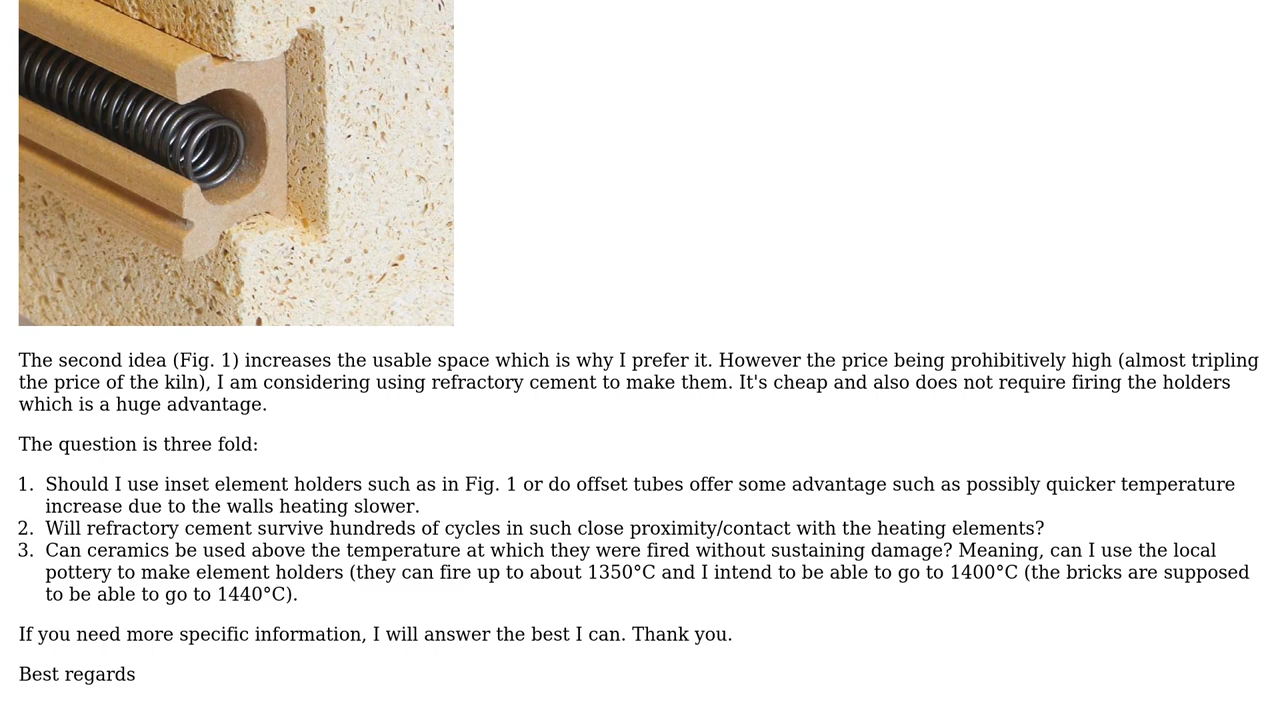 The second idea (Fig. 1) increases the usable space which is why I prefer it. However the price being prohibitively high (almost tripling
the price of the kiln), I am considering using refractory cement to make them. It's cheap and also does not require firing the holders
which is a huge advantage.
The question is three fold:
1. Should I use inset element holders such as in Fig. 1 or do offset tubes offer some advantage such as possibly quicker temperature
increase due to the walls heating slower.
2. Will refractory cement survive hundreds of cycles in such close proximity/contact with the heating elements?
3. Can ceramics be used above the temperature at which they were fired without sustaining damage? Meaning, can I use the local
pottery to make element holders (they can fire up to about 1350°C and I intend to be able to go to 1400°C (the bricks are supposed
to be able to go to 1440°C).
If you need more specific information, I will answer the best I can. Thank you.
Best regards